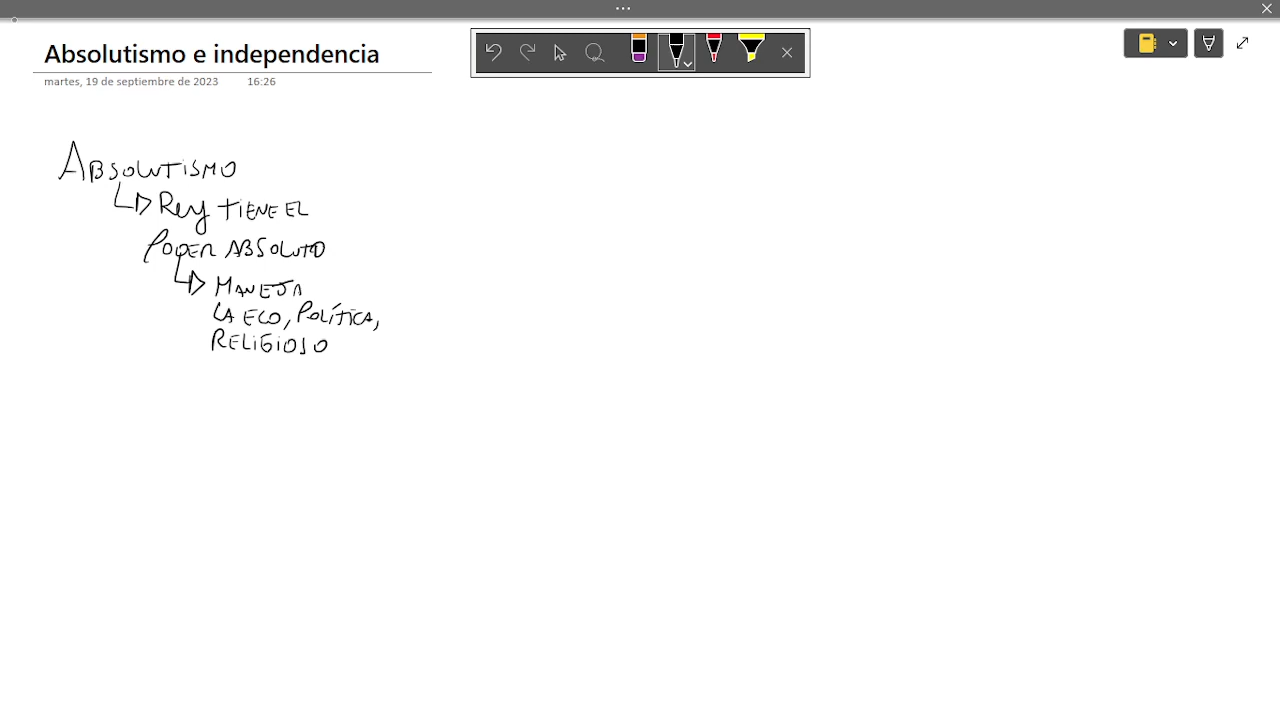 Absolutismo e independencia
martes, 19 de septiembre de 2023 16:26
ABSOLUTISMO
Rey TIENE EL
PODER ABSOLUTO
MANEJA
LA ECO, POLÍTICA,
RELIGIOSO